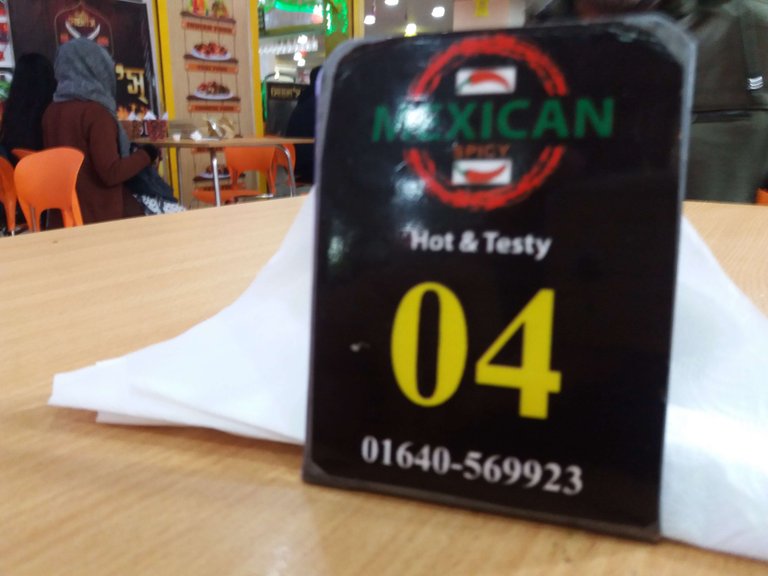 MEXICAN
SPICY
Hot & Testy
04
01640-569923